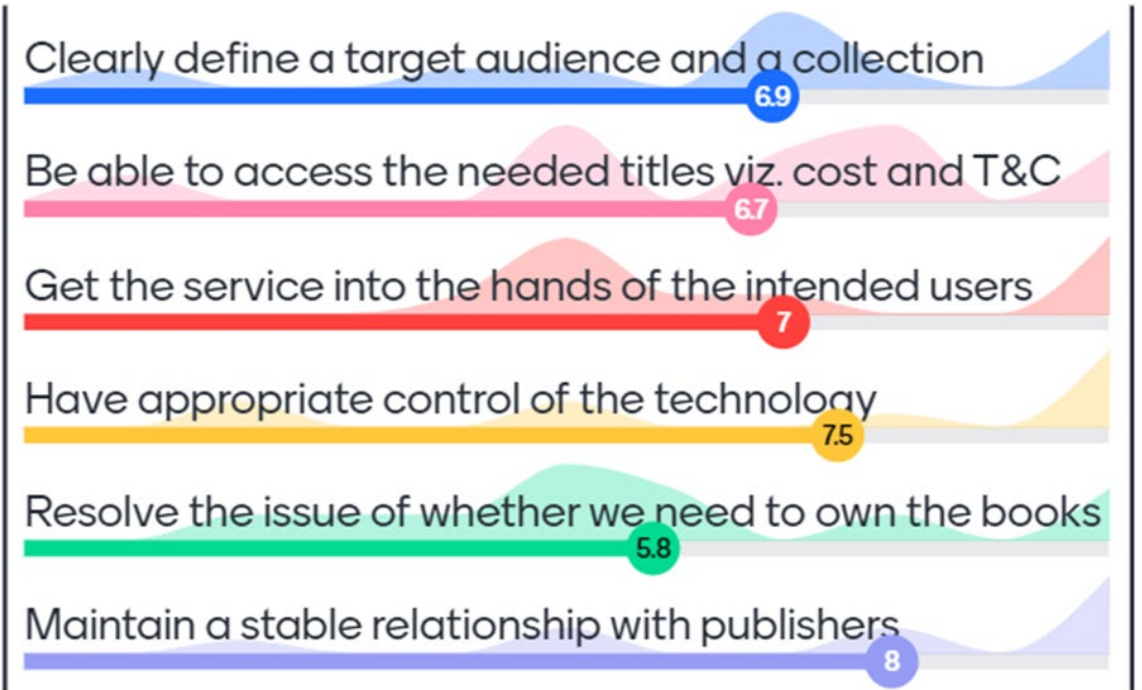 Clearly define a target audience and a collection
6.9
Be able to access the needed titles viz. cost and T&C
6.7
Get the service into the hands of the intended users
7
Have appropriate control of the technology
7.5
Resolve the issue of whether we need to own the books
5.8
Maintain a stable relationship with publishers
8